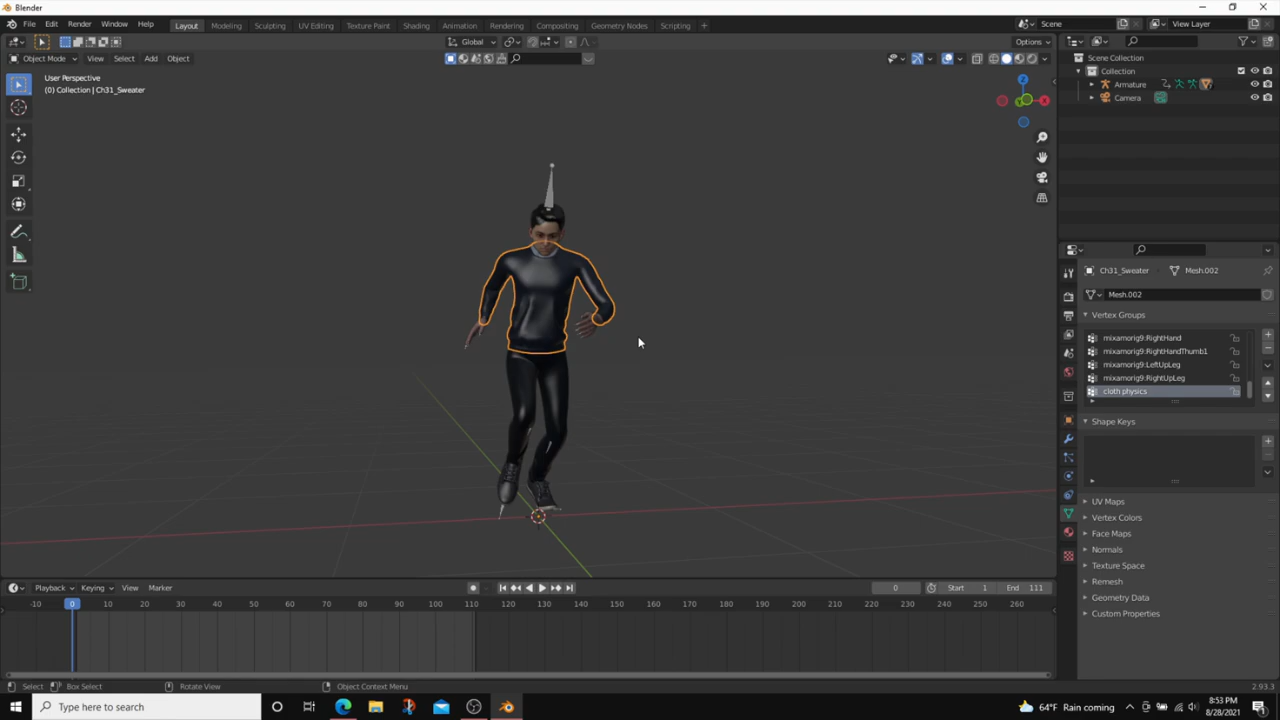 Blender
File Edit Render Window Help Layout Modeling Sculpting UV Editing Texture Paint Shading Animation Rendering Compositing Geometry Nodes Scripting + Scene View Layer
Global Options
Object Mode View Select Add Object
User Perspective
(0) Collection | Ch31_Sweater
Z
X
Y
Scene Collection
Collection
Armature
Camera
Ch31_Sweater Mesh.002
Mesh.002
Vertex Groups
mixamorig9:RightHand
mixamorig9:RightHandThumb1
mixamorig9:LeftUpLeg
mixamorig9:RightUpLeg
cloth physics
Shape Keys
UV Maps
Vertex Colors
Face Maps
Normals
Texture Space
Remesh
Geometry Data
Custom Properties
Playback Keying View Marker 0 Start 1 End 111
-10 0 10 20 30 40 50 60 70 80 90 100 110 120 130 140 150 160 170 180 190 200 210 220 230 240 250 260
Select Box Select Rotate View Object Context Menu 2.93.3
Type here to search 64°F Rain coming 8:53 PM
8/28/2021